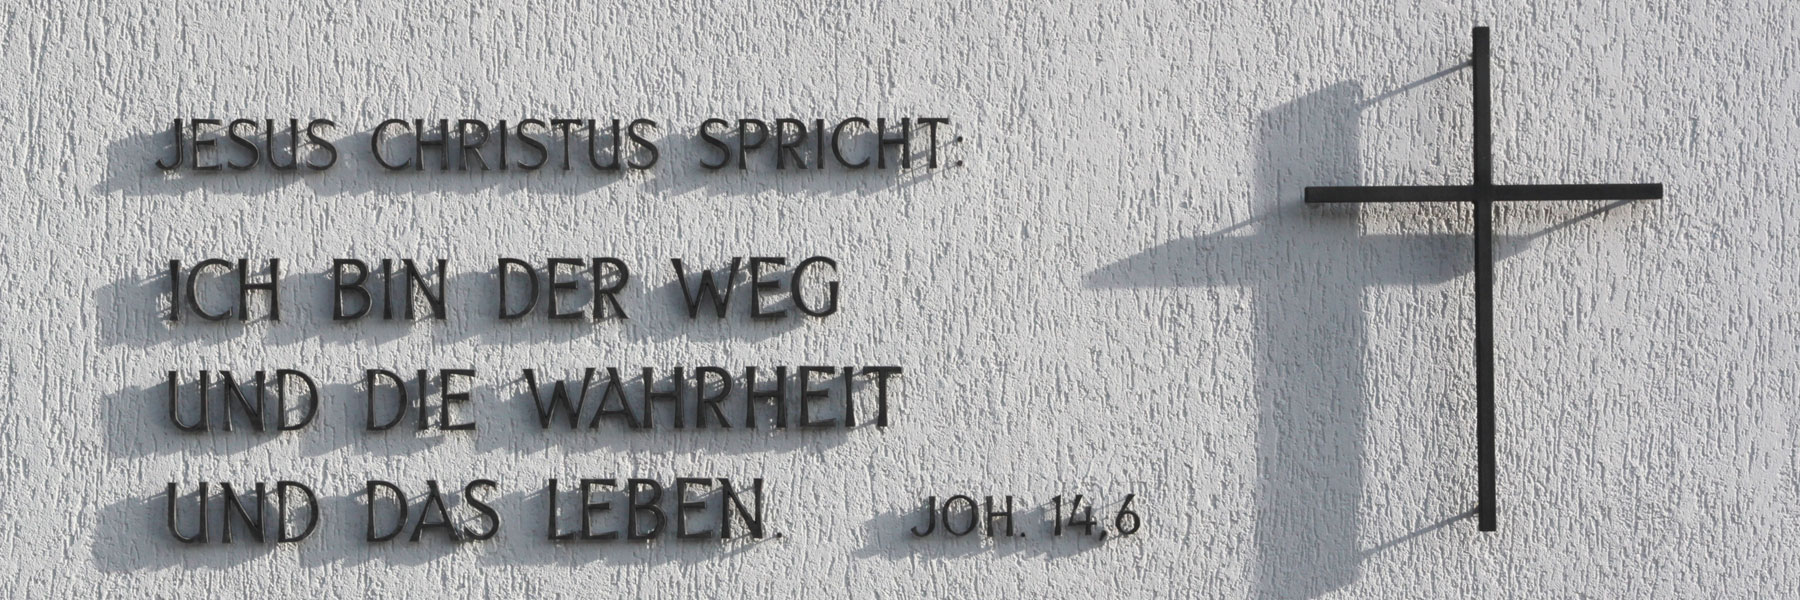 JESUS CHRISTUS SPRICHT:
ICH BIN DER WEG
UND DIE WAHRHEIT
UND DAS LEBEN.
JOH. 14,6